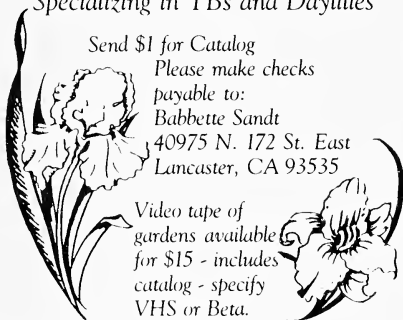 Specializing in TBs and Daylilies
Send $1 for Catalog
Please make checks
payable to:
Babbette Sandt
40975 N. 172 St. East
Lancaster, CA 93535
Video tape of
gardens available
for $15 - includes
catalog - specify
VHS or Beta.